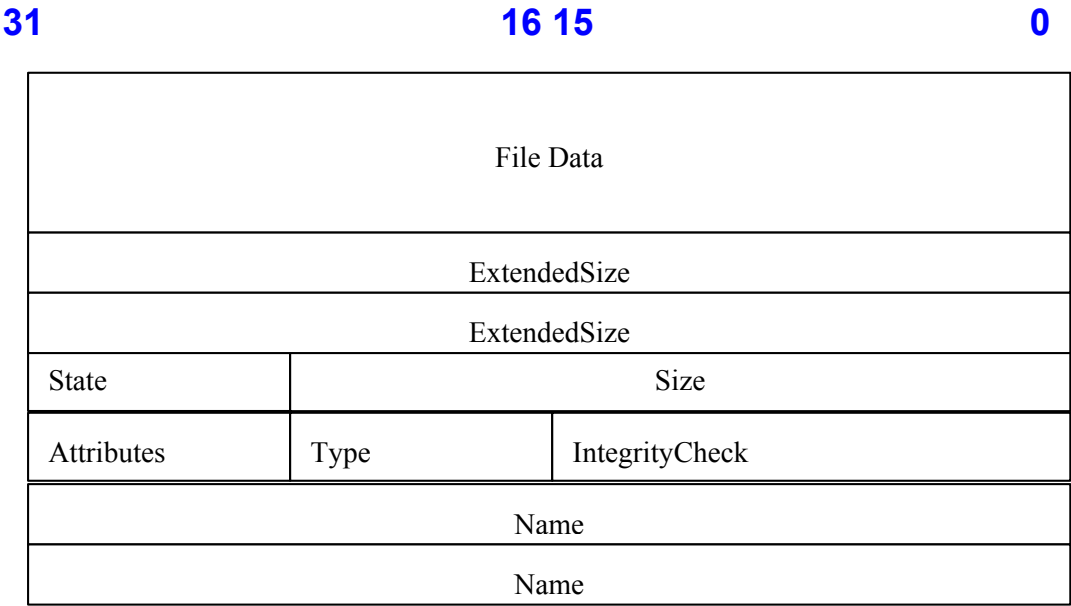 31 16 15 0
File Data
ExtendedSize
ExtendedSize
State Size
Attributes Type IntegrityCheck
Name
Name